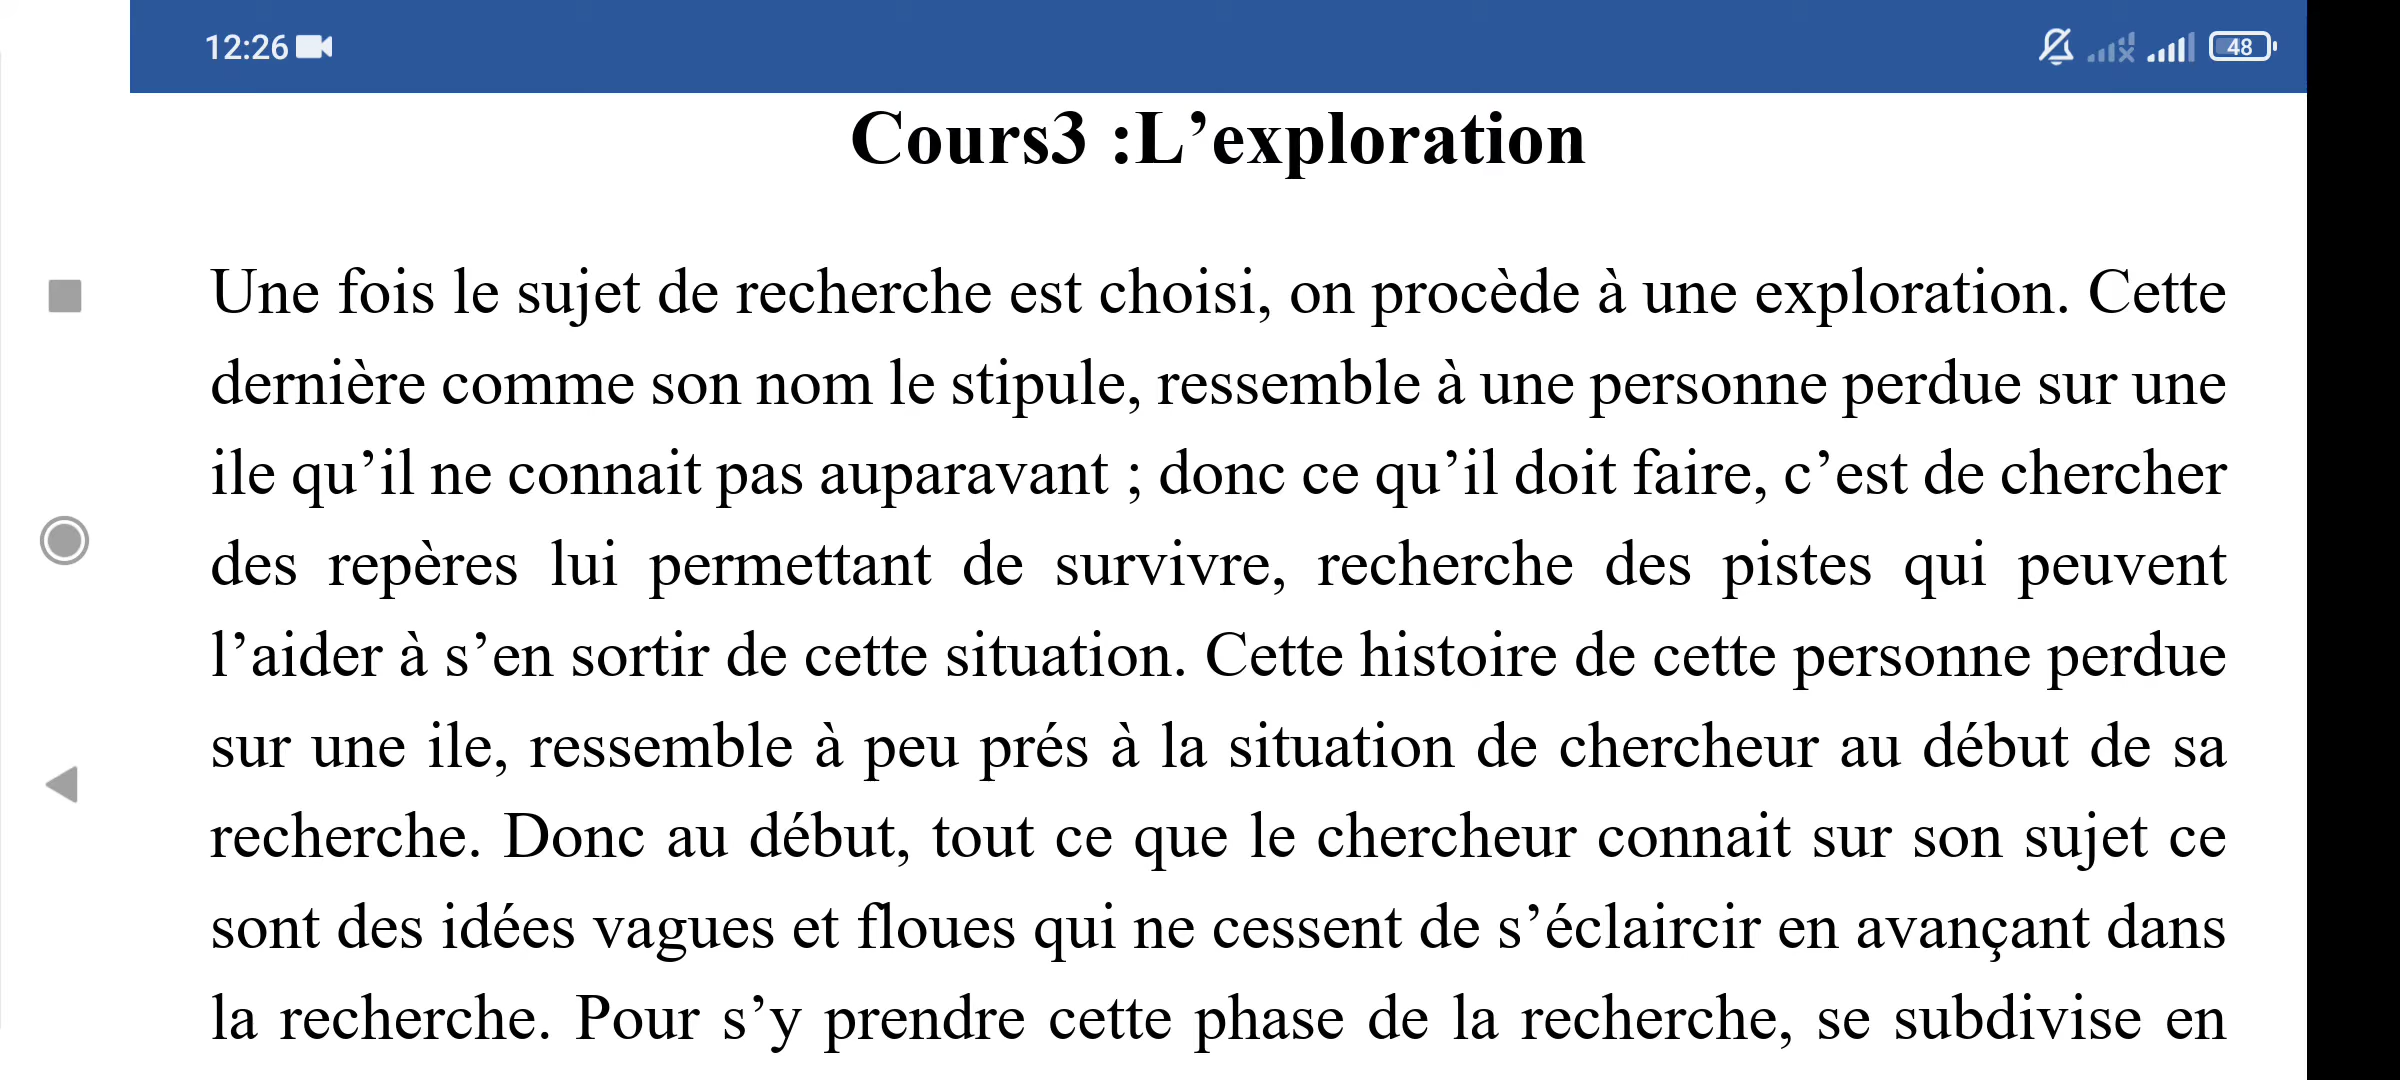 12:26
48
Cours3 :L’exploration
Une fois le sujet de recherche est choisi, on procède à une exploration. Cette
dernière comme son nom le stipule, ressemble à une personne perdue sur une
ile qu’il ne connait pas auparavant ; donc ce qu’il doit faire, c’est de chercher
des repères lui permettant de survivre, recherche des pistes qui peuvent
l’aider à s’en sortir de cette situation. Cette histoire de cette personne perdue
sur une ile, ressemble à peu prés à la situation de chercheur au début de sa
recherche. Donc au début, tout ce que le chercheur connait sur son sujet ce
sont des idées vagues et floues qui ne cessent de s’éclaircir en avançant dans
la recherche. Pour s’y prendre cette phase de la recherche, se subdivise en